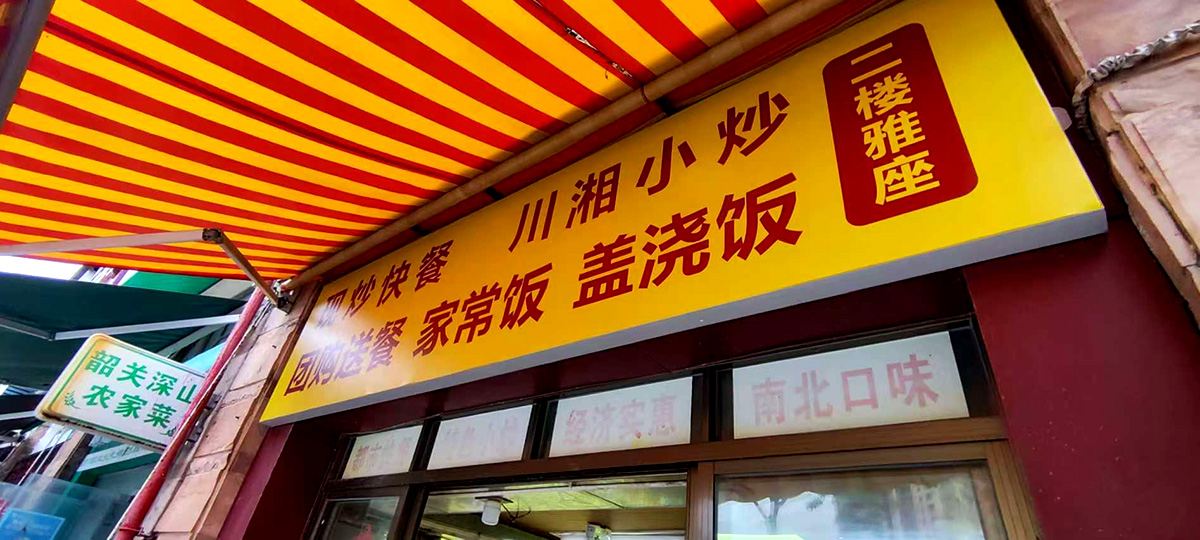 现炒快餐 川湘小炒
团购送餐 家常饭 盖浇饭
二楼雅座
韶关深山
农家菜
经济实惠
南北口味